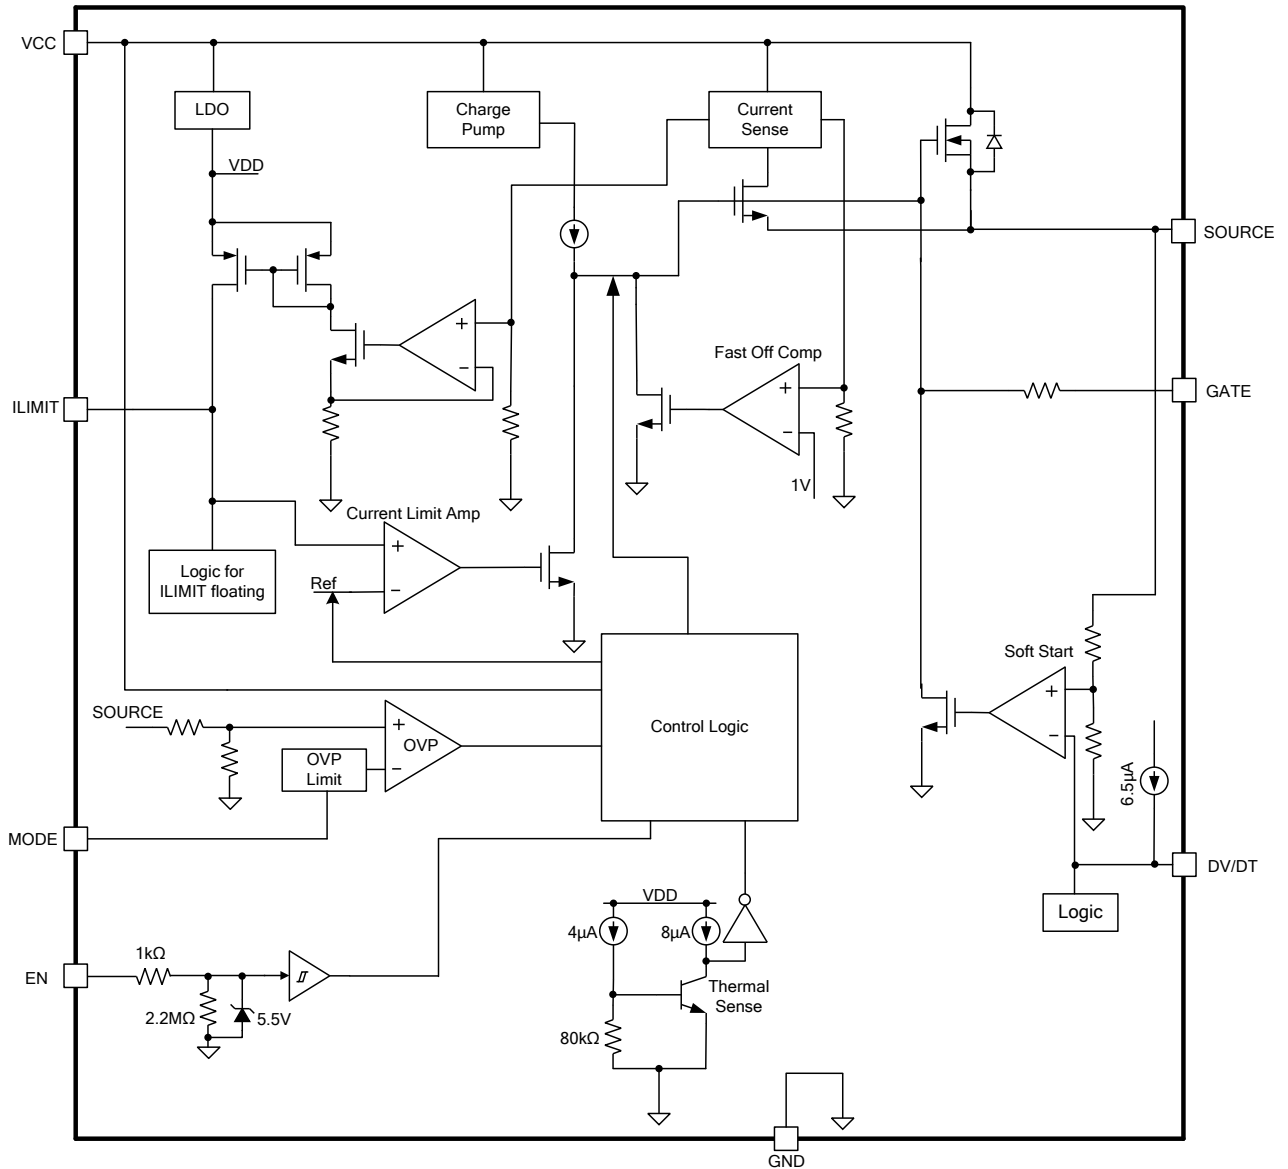 VCC
LDO
Charge
Pump
Current
Sense
VDD
SOURCE
Fast Off Comp
+
−
+
−
GATE
ILIMIT
1V
Current Limit Amp
+
−
Logic for
ILIMIT floating
Ref
Soft Start
+
−
SOURCE
Control Logic
+
OVP
−
OVP
Limit
6.5µA
MODE
DV/DT
VDD
Logic
4µA
8µA
1kΩ
EN
Thermal
Sense
2.2MΩ
5.5V
80kΩ
GND